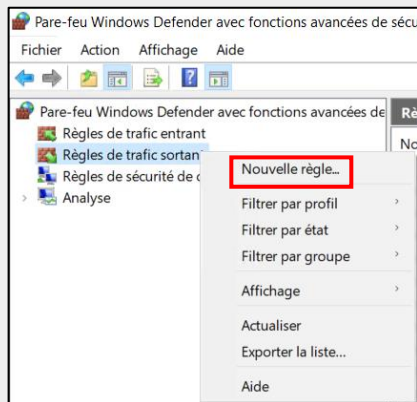 Pare-feu Windows Defender avec fonctions avancées de sécu
Fichier Action Affichage Aide
Pare-feu Windows Defender avec fonctions avancées de
Rè
Règles de trafic entrant
No
Règles de trafic sortant
Règles de sécurité de c
Analyse
Nouvelle règle...
Filtrer par profil
Filtrer par état
Filtrer par groupe
Affichage
Actualiser
Exporter la liste...
Aide